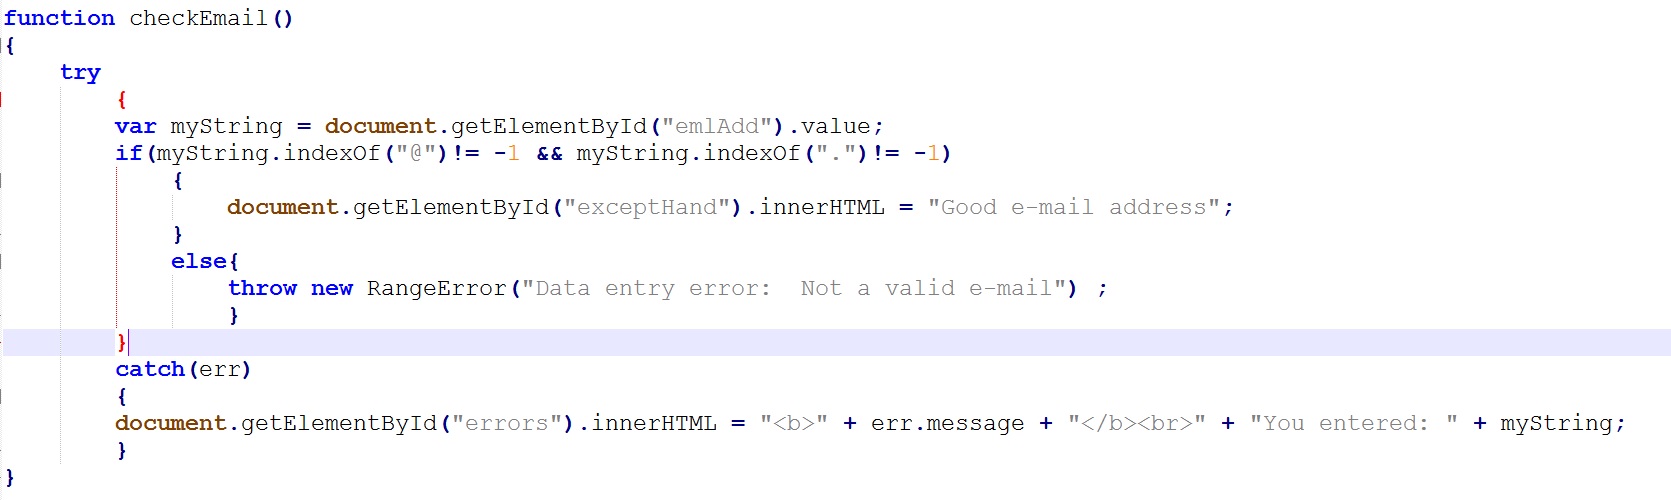 function checkEmail()
{
try
{
var myString = document.getElementById("emlAdd").value;
if(myString.indexOf("@")!= -1 && myString.indexOf(".")!= -1)
{
document.getElementById("exceptHand").innerHTML = "Good e-mail address";
}
else{
throw new RangeError("Data entry error:  Not a valid e-mail") ;
}
}
catch(err)
{
document.getElementById("errors").innerHTML = "<b>" + err.message + "</b><br>" + "You entered: " + myString;
}
}